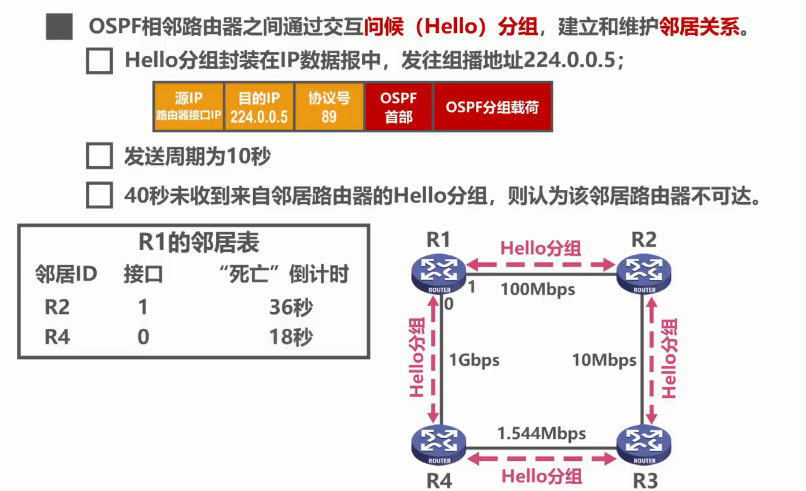 OSPF相邻路由器之间通过交互问候（Hello）分组，建立和维护邻居关系。
Hello分组封装在IP数据报中，发往组播地址224.0.0.5；
源IP 目的IP 协议号 OSPF OSPF分组载荷
路由器接口IP 224.0.0.5 89 首部
发送周期为10秒
40秒未收到来自邻居路由器的Hello分组，则认为该邻居路由器不可达。
R1的邻居表
邻居ID 接口 “死亡”倒计时
R2 1 36秒
R4 0 18秒
R1 Hello分组 R2
ROUTER 1 100Mbps ROUTER
0
Hello分组 1Gbps 10Mbps Hello分组
1.544Mbps
ROUTER ROUTER
R4 Hello分组 R3